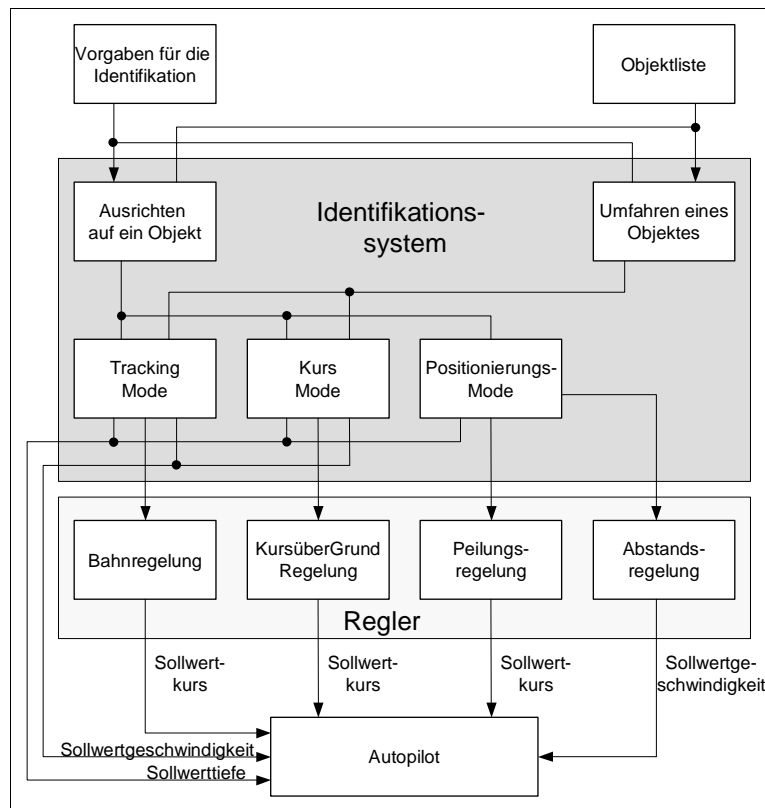 Vorgaben für die
Identifikation
Objektliste
Ausrichten
auf ein Objekt
Identifikations-
system
Umfahren eines
Objektes
Tracking
Mode
Kurs
Mode
Positionierungs-
Mode
Bahnregelung
KursüberGrund
Regelung
Peilungs-
regelung
Abstands-
regelung
Regler
Sollwert-
kurs
Sollwert-
kurs
Sollwert-
kurs
Sollwertge-
schwindigkeit
Sollwertgeschwindigkeit
Sollwerttiefe
Autopilot